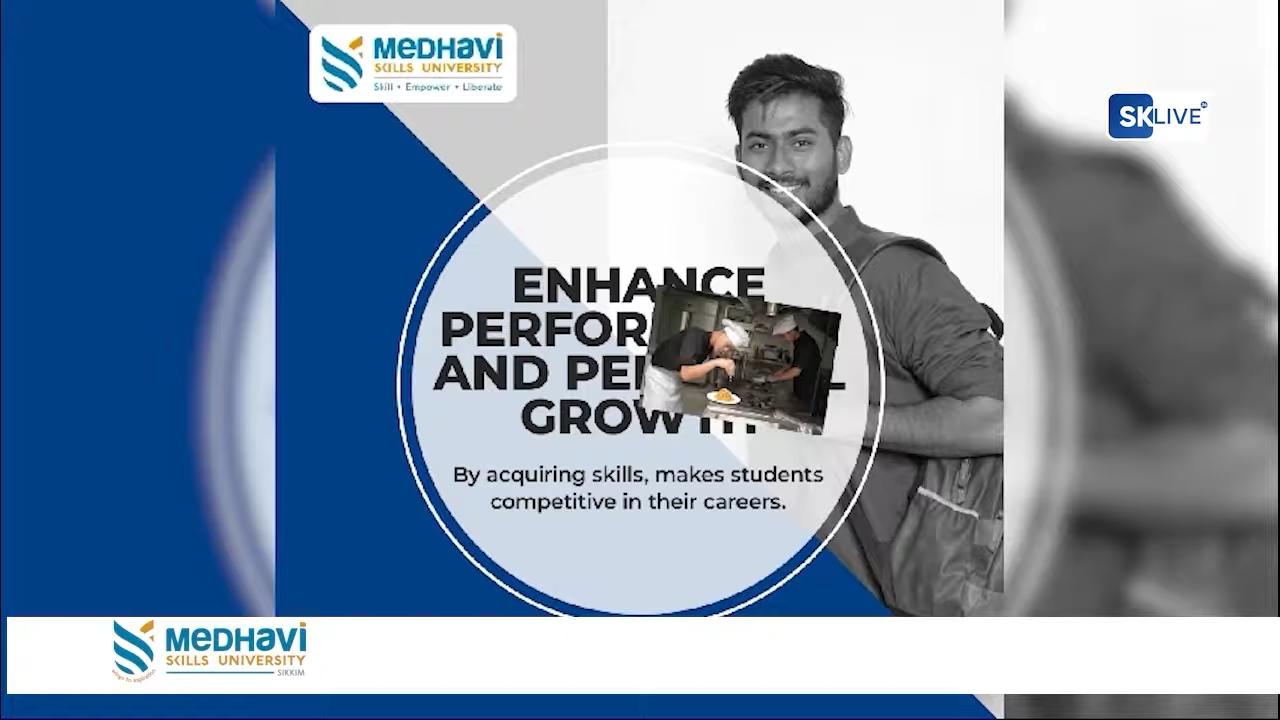 MEDHAVI
SKILLS UNIVERSITY
Skill • Empower • Liberate
SKLIVE
ENHANCE
PERFOR
AND PE
GROWTH
By acquiring skills, makes students
competitive in their careers.
MEDHAVI
SKILLS UNIVERSITY
SIKKIM